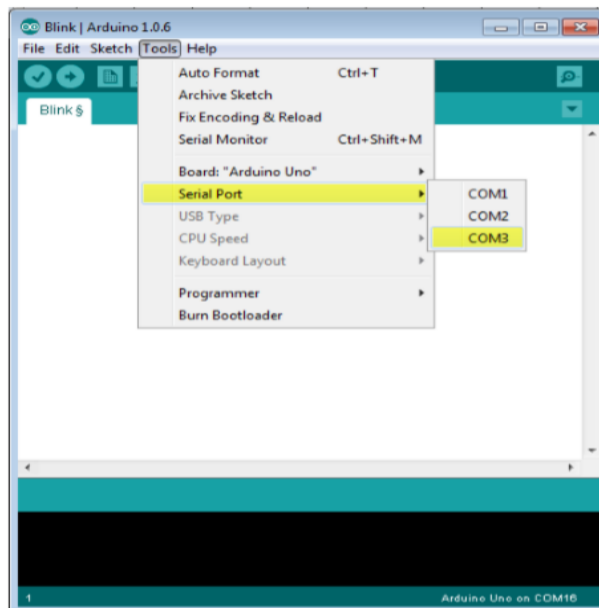 Blink | Arduino 1.0.6
File Edit Sketch Tools Help
Blink §
Auto Format Ctrl+T
Archive Sketch
Fix Encoding & Reload
Serial Monitor Ctrl+Shift+M
Board: "Arduino Uno"
Serial Port
USB Type
CPU Speed
Keyboard Layout
Programmer
Burn Bootloader
COM1
COM2
COM3
1 Arduino Uno on COM16